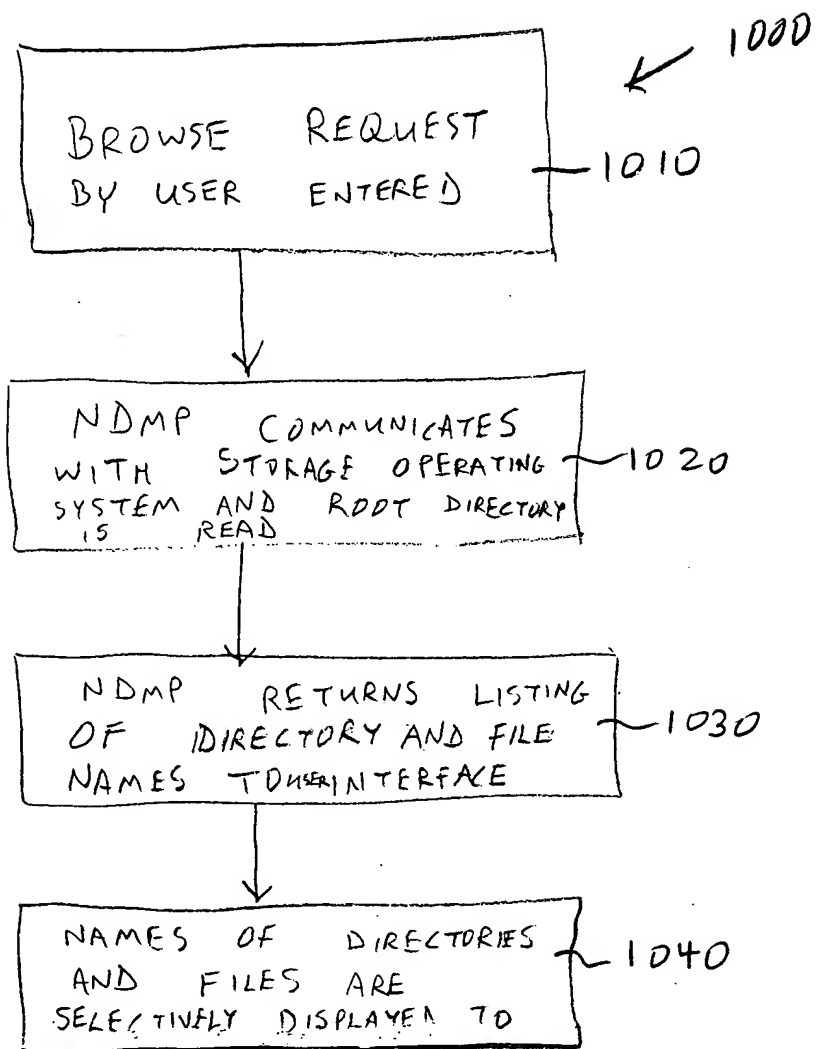 1000
BROWSE REQUEST
BY USER ENTERED
1010
NDMP COMMUNICATES
WITH STORAGE OPERATING
SYSTEM AND ROOT DIRECTORY
IS READ
1020
NDMP RETURNS LISTING
OF DIRECTORY AND FILE
NAMES TO USER INTERFACE
1030
NAMES OF DIRECTORIES
AND FILES ARE
SELECTIVELY DISPLAYED TO
1040